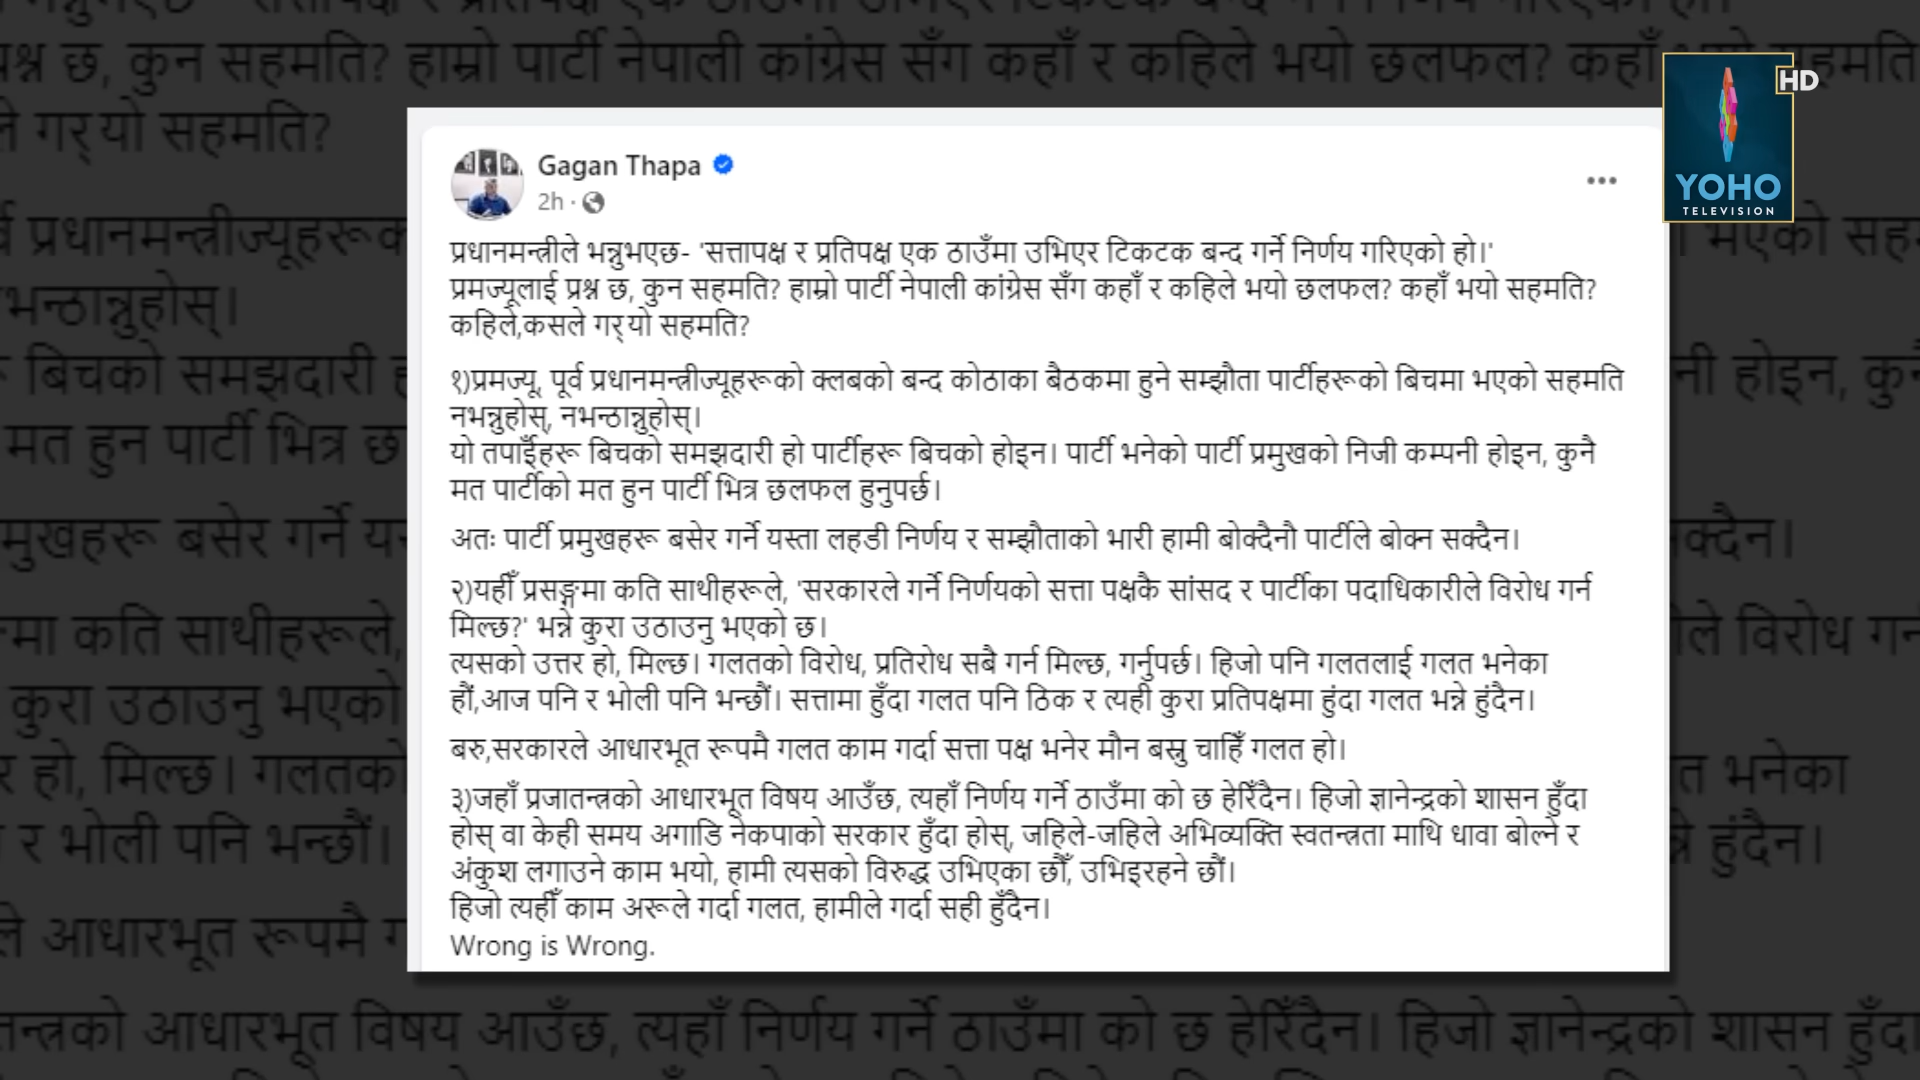 Gagan Thapa
2h
प्रधानमन्त्रीले भन्नुभएछ- 'सत्तापक्ष र प्रतिपक्ष एक ठाउँमा उभिएर टिकटक बन्द गर्ने निर्णय गरिएको हो।'
प्रमज्यूलाई प्रश्न छ, कुन सहमति? हाम्रो पार्टी नेपाली कांग्रेस सँग कहाँ र कहिले भयो छलफल? कहाँ भयो सहमति?
कहिले,कसले गर्‍यो सहमति?
१)प्रमज्यू, पूर्व प्रधानमन्त्रीज्यूहरूको क्लबको बन्द कोठाका बैठकमा हुने सम्झौता पार्टीहरूको बिचमा भएको सहमति
नभन्नुहोस्, नभन्ठान्नुहोस्।
यो तपाईंहरू बिचको समझदारी हो पार्टीहरू बिचको होइन। पार्टी भनेको पार्टी प्रमुखको निजी कम्पनी होइन, कुनै
मत पार्टीको मत हुन पार्टी भित्र छलफल हुनुपर्छ।
अतः पार्टी प्रमुखहरू बसेर गर्ने यस्ता लहडी निर्णय र सम्झौताको भारी हामी बोक्दैनौ पार्टीले बोक्न सक्दैन।
२)यहीँ प्रसङ्गमा कति साथीहरूले, 'सरकारले गर्ने निर्णयको सत्ता पक्षकै सांसद र पार्टीका पदाधिकारीले विरोध गर्न
मिल्छ?' भन्ने कुरा उठाउनु भएको छ।
त्यसको उत्तर हो, मिल्छ। गलतको विरोध, प्रतिरोध सबै गर्न मिल्छ, गर्नुपर्छ। हिजो पनि गलतलाई गलत भनेका
हौं,आज पनि र भोली पनि भन्छौं। सत्तामा हुँदा गलत पनि ठिक र त्यही कुरा प्रतिपक्षमा हुंदा गलत भन्ने हुंदैन।
बरु,सरकारले आधारभूत रूपमै गलत काम गर्दा सत्ता पक्ष भनेर मौन बस्नु चाहिँ गलत हो।
३)जहाँ प्रजातन्त्रको आधारभूत विषय आउँछ, त्यहाँ निर्णय गर्ने ठाउँमा को छ हेरिँदैन। हिजो ज्ञानेन्द्रको शासन हुँदा
होस् वा केही समय अगाडि नेकपाको सरकार हुँदा होस्, जहिले-जहिले अभिव्यक्ति स्वतन्त्रता माथि धावा बोल्ने र
अंकुश लगाउने काम भयो, हामी त्यसको विरुद्ध उभिएका छौँ, उभिइरहने छौं।
हिजो त्यहीँ काम अरूले गर्दा गलत, हामीले गर्दा सही हुँदैन।
Wrong is Wrong.
HD
YOHO
TELEVISION